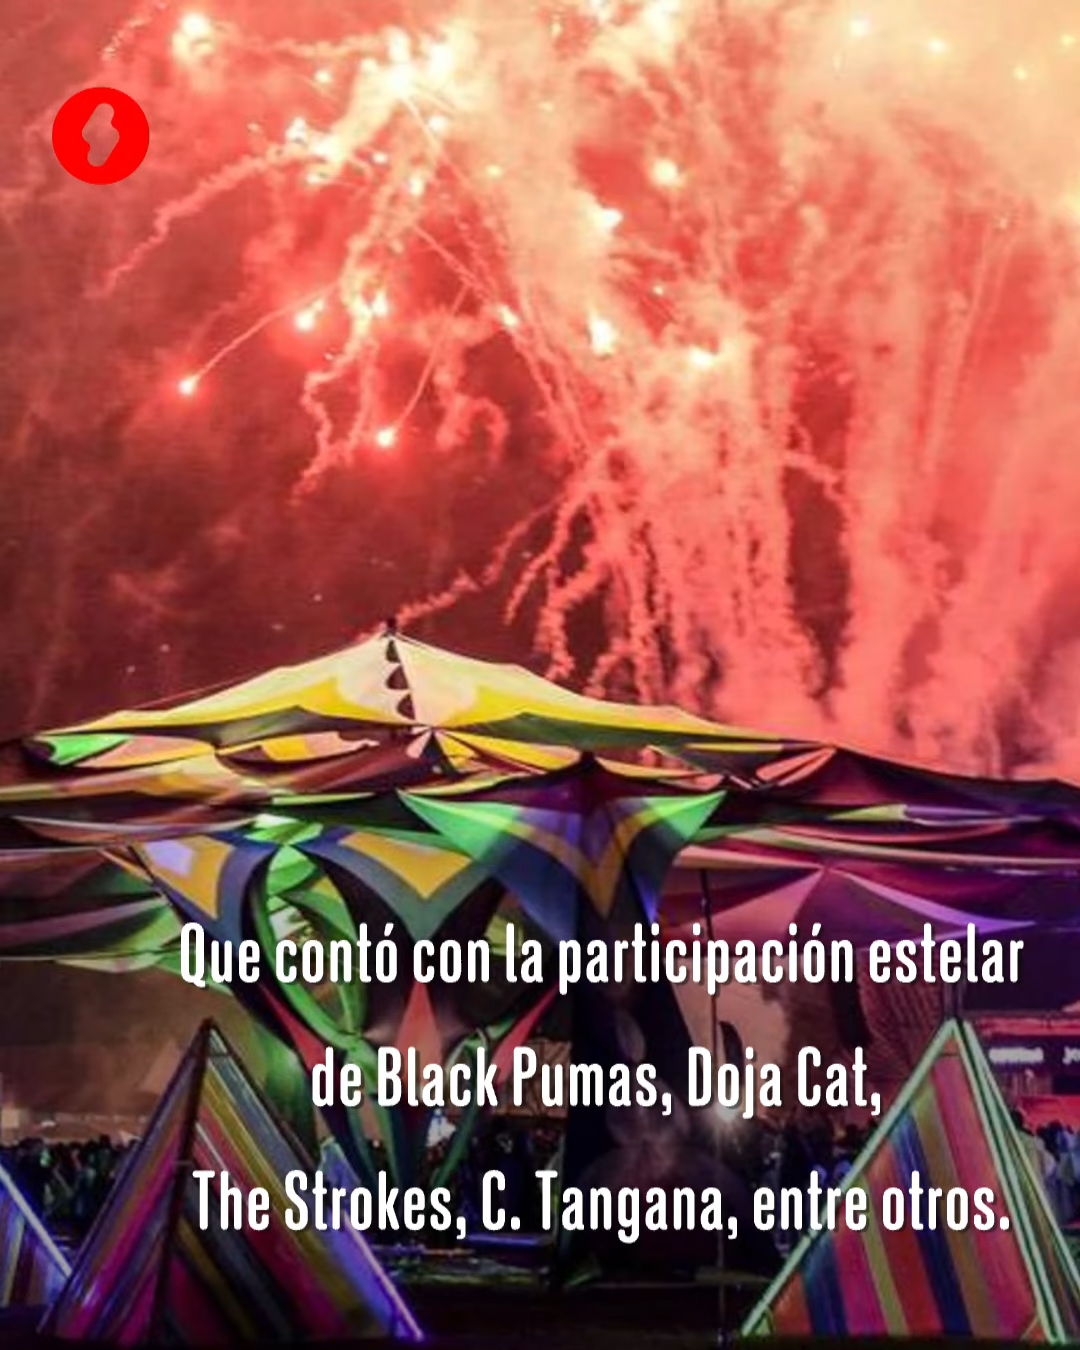 Que contó con la participación estelar
de Black Pumas, Doja Cat,
The Strokes, C. Tangana, entre otros.